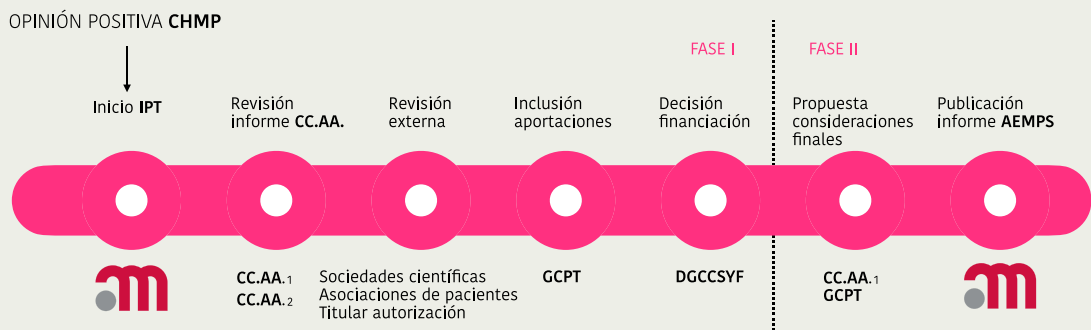 OPINIÓN POSITIVA CHMP
FASE I
FASE II
Inicio IPT
Revisión
informe CC.AA.
Revisión
externa
Inclusión
aportaciones
Decisión
financiación
Propuesta
consideraciones
finales
Publicación
informe AEMPS
CC.AA.1
CC.AA.2
Sociedades científicas
Asociaciones de pacientes
Titular autorización
GCPT
DGCCSYF
CC.AA.1
GCPT